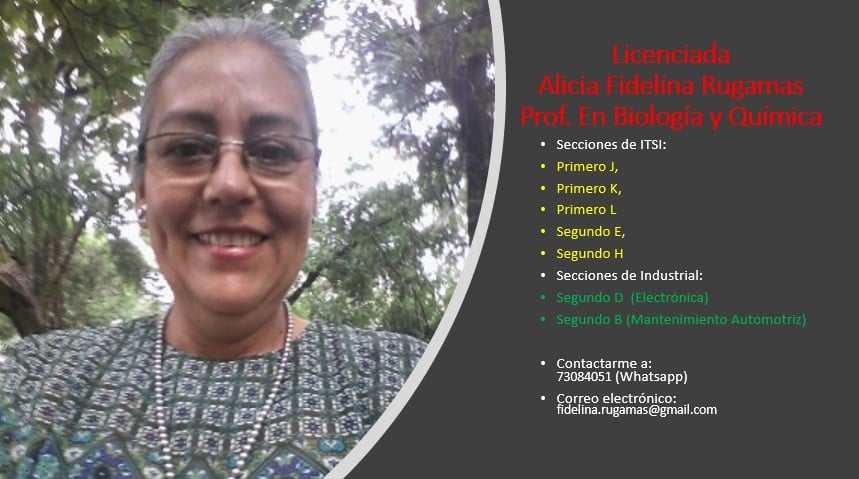 Licenciada
Alicia Fidelina Rugamas
Prof. En Biología y Química
• Secciones de ITSI:
• Primero J,
• Primero K,
• Primero L
• Segundo E,
• Segundo H
• Secciones de Industrial:
• Segundo D  (Electrónica)
• Segundo B (Mantenimiento Automotriz)
• Contactarme a:
73084051 (Whatsapp)
• Correo electrónico:
fidelina.rugamas@gmail.com